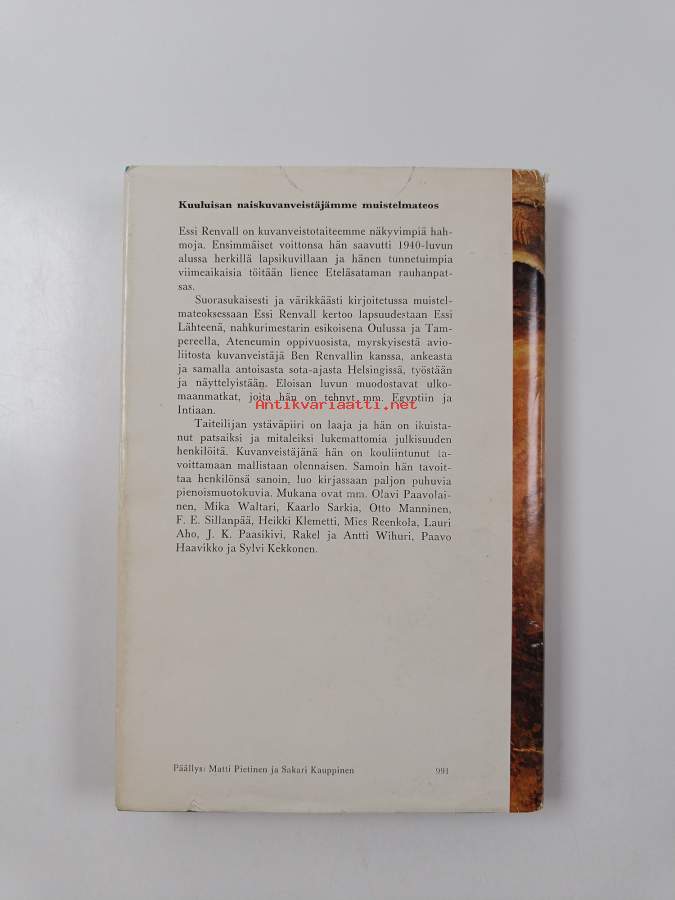 Kuuluisan naiskuvanveistäjämme muistelmateos
Essi Renvall on kuvanveistotaiteemme näkyvimpiä hah-
moja. Ensimmäiset voittonsa hän saavutti 1940-luvun
alussa herkillä lapsikuvillaan ja hänen tunnetuimpia
viimeaikaisia töitään lienee Eteläsataman rauhanpat-
sas.
Suorasukaisesti ja värikkäästi kirjoitetussa muistel-
mateoksessaan Essi Renvall kertoo lapsuudestaan Essi
Lähteenä, nahkurimestarin esikoisena Oulussa ja Tam-
pereella, Ateneumin oppivuosista, myrskyisestä avio-
liitosta kuvanveistäjä Ben Renvallin kanssa, ankeasta
ja samalla antoisasta sota-ajasta Helsingissä, työstään
ja näyttelyistään. Eloisan luvun muodostavat ulko-
maanmatkat, joita hän on tehnyt mm. Egyptiin ja
Antikvariaatti.net
Intiaan.
Taiteilijan ystäväpiiri on laaja ja hän on ikuista-
nut patsaiksi ja mitaleiksi lukemattomia julkisuuden
henkilöitä. Kuvanveistäjänä hän on kouliintunut ta-
voittamaan mallistaan olennaisen. Samoin hän tavoit-
taa henkilönsä sanoin, luo kirjassaan paljon puhuvia
pienoismuotokuvia. Mukana ovat mm. Olavi Paavolai-
nen, Mika Waltari, Kaarlo Sarkia, Otto Manninen,
F. E. Sillanpää, Heikki Klemetti, Mies Reenkola, Lauri
Aho, J. K. Paasikivi, Rakel ja Antti Wihuri, Paavo
Haavikko ja Sylvi Kekkonen.
Päällys: Matti Pietinen ja Sakari Kauppinen 991